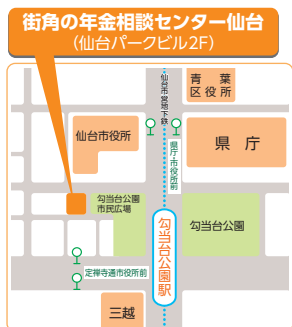 街角の年金相談センター仙台
(仙台パークビル2F)
仙台市営地下鉄
青葉
区役所
仙台市役所
県庁・市役所前
県庁
勾当台公園
市民広場
勾当台公園駅
勾当台公園
定禅寺通市役所前
三越